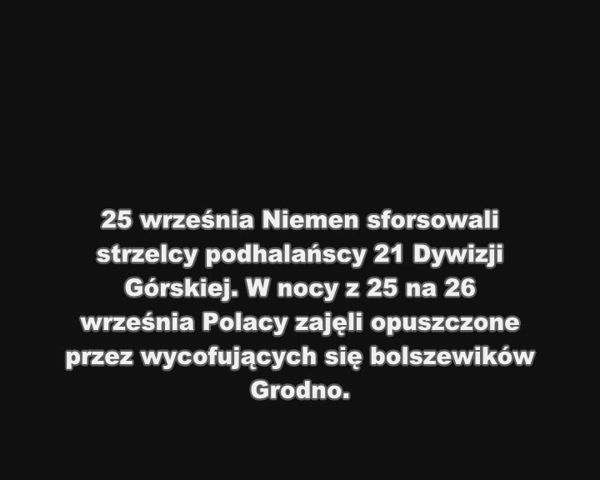 25 września Niemen sforsowali
strzelcy podhalańscy 21 Dywizji
Górskiej. W nocy z 25 na 26
września Polacy zajęli opuszczone
przez wycofujących się bolszewików
Grodno.